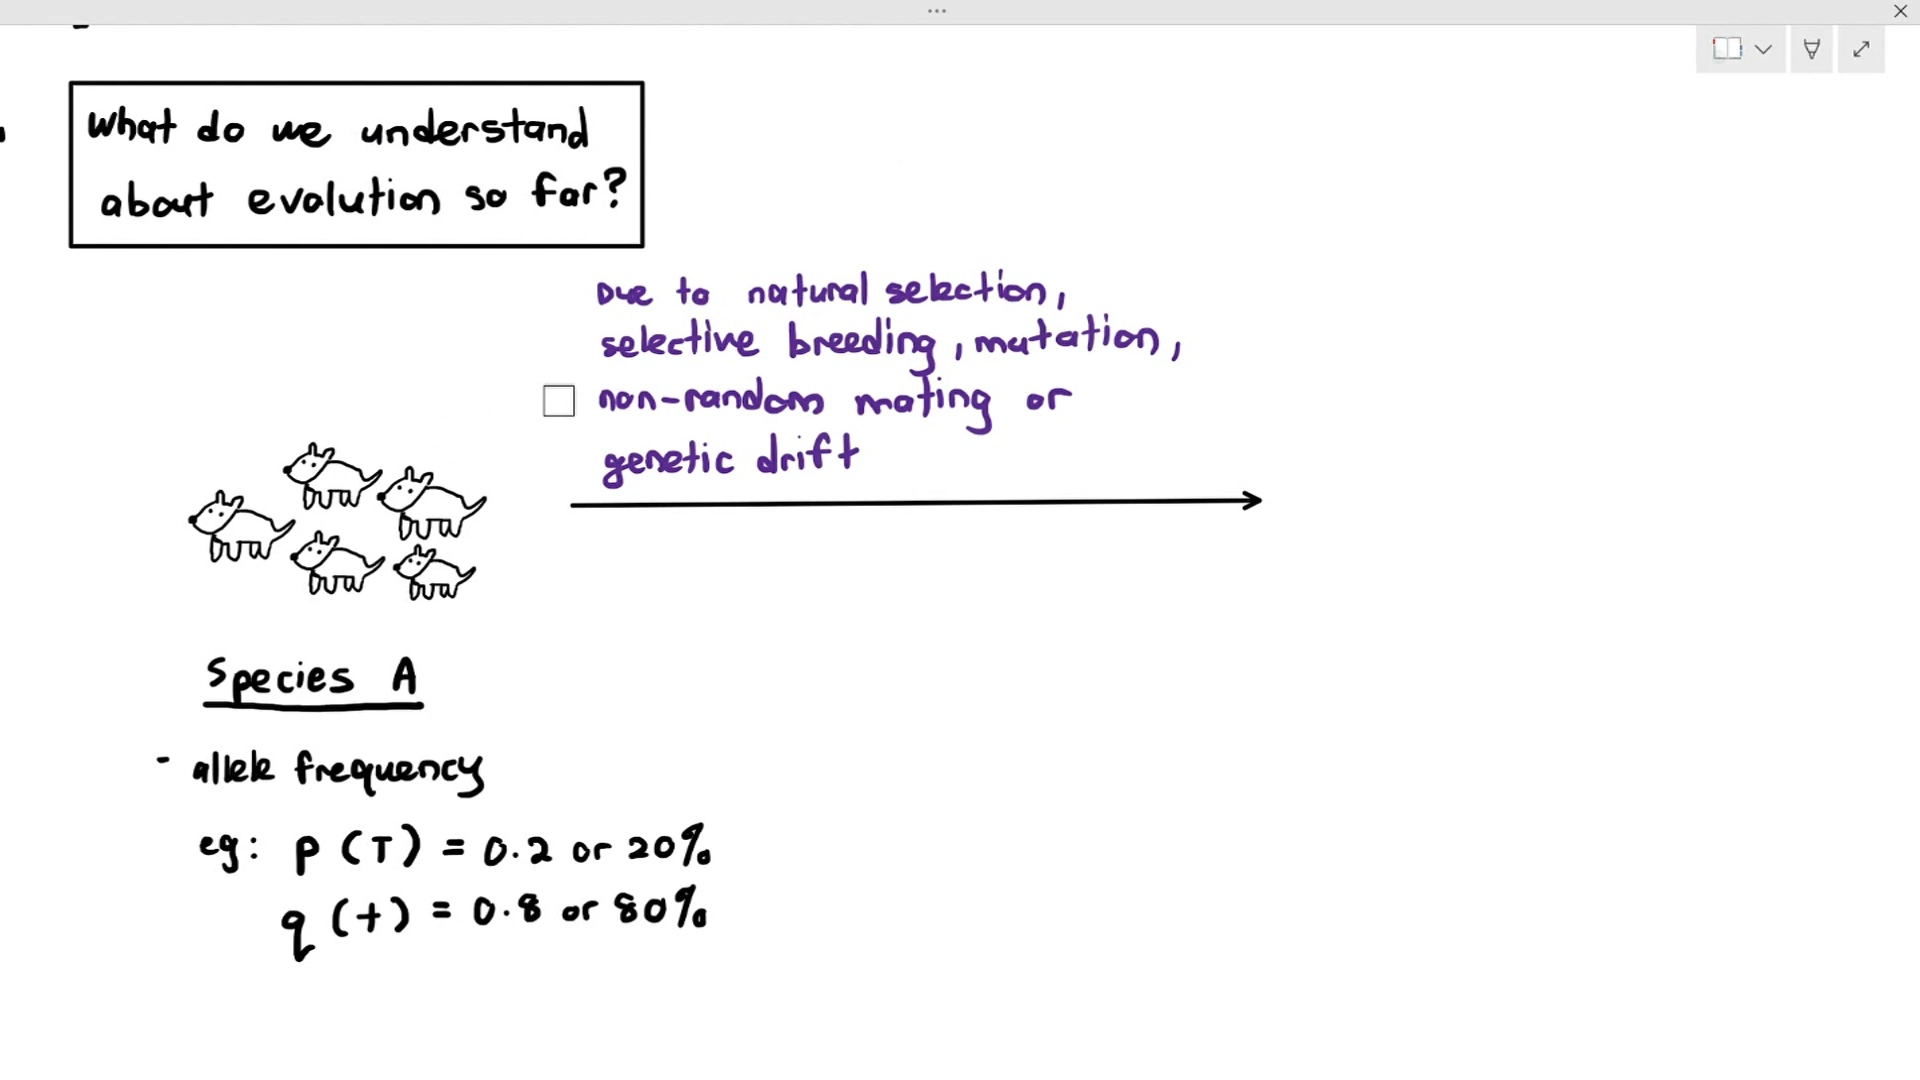 What do we understand
about evolution so far?
Due to natural selection,
selective breeding, mutation,
non-random mating or
genetic drift
Species A
- allele frequency
eg: p (T) = 0.2 or 20%
q (t) = 0.8 or 80%